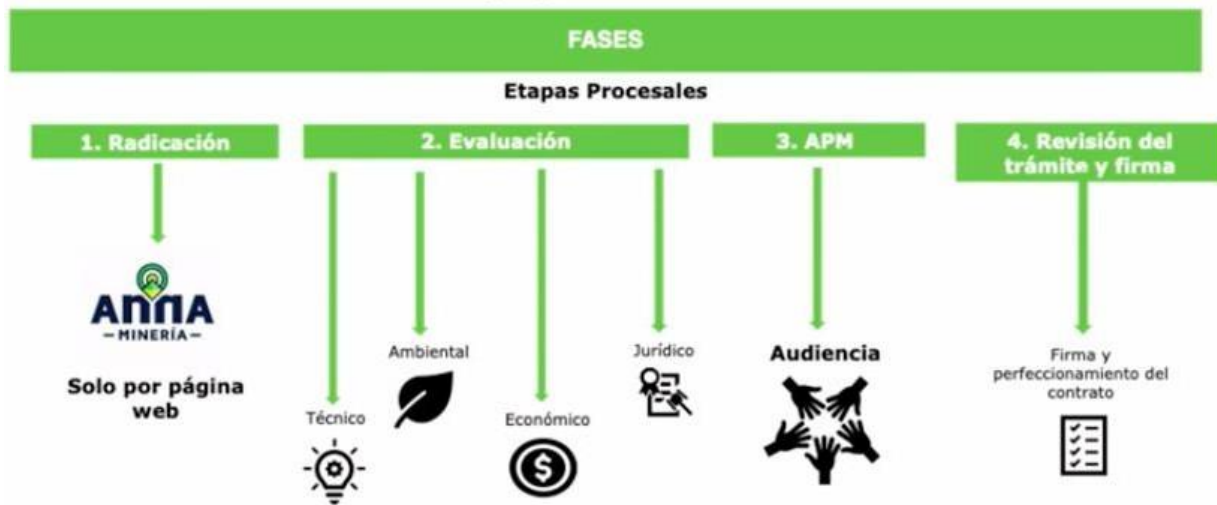 FASES
Etapas Procesales
1. Radicación
2. Evaluación
3. APM
4. Revisión del
trámite y firma
ANNA
–MINERÍA–
Solo por página
web
Técnico
Ambiental
Económico
Jurídico
Audiencia
Firma y
perfeccionamiento del
contrato